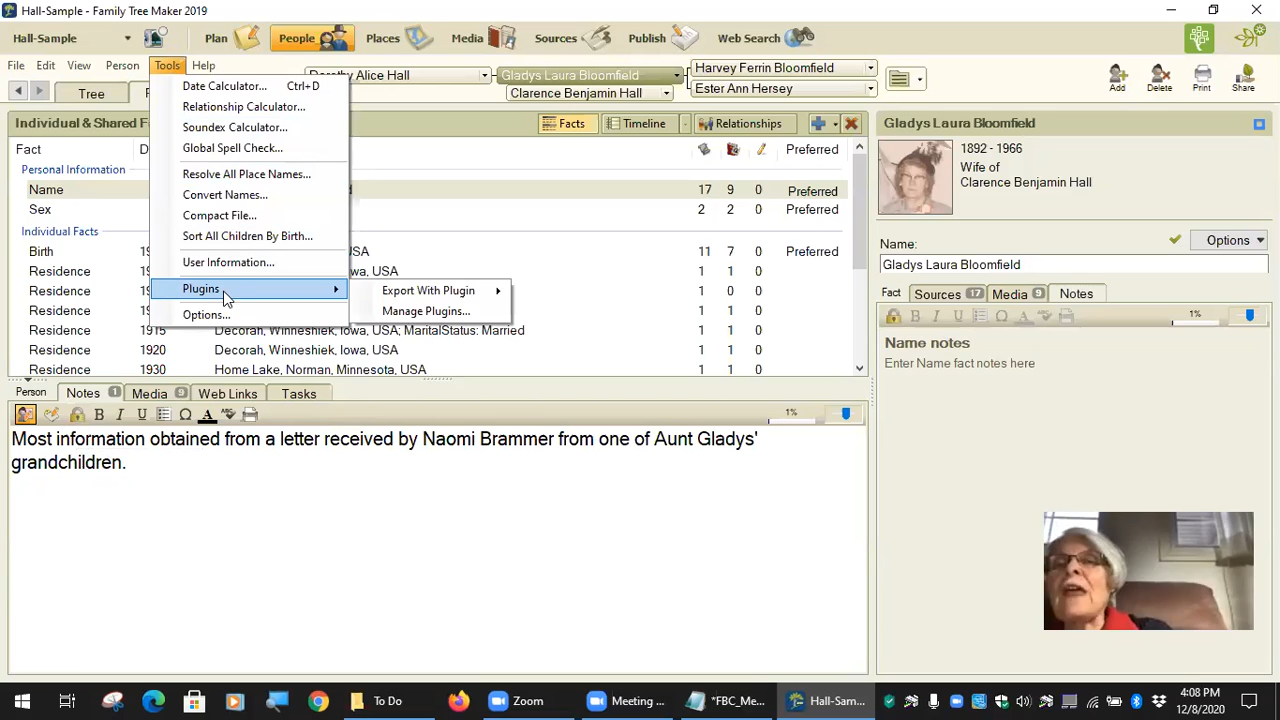 Hall-Sample - Family Tree Maker 2019
Hall-Sample Plan People Places Media Sources Publish Web Search
File Edit View Person Tools Help
Dorothy Alice Hall Gladys Laura Bloomfield Harvey Ferrin Bloomfield
Clarence Benjamin Hall Ester Ann Hersey
Add Delete Print Share
Tree
Date Calculator... Ctrl+D
Relationship Calculator...
Soundex Calculator...
Global Spell Check...
Resolve All Place Names...
Convert Names...
Compact File...
Sort All Children By Birth...
User Information...
Plugins
Options...
Export With Plugin
Manage Plugins...
Individual & Shared Facts Timeline Relationships
Fact Preferred
Personal Information
Name 17 9 0 Preferred
Sex 2 2 0 Preferred
Individual Facts
Birth USA 11 7 0 Preferred
Residence wa, USA 1 1 0
Residence 1 1 0
Residence 1 1 0
Residence 1915 Decorah, Winneshiek, Iowa, USA; MaritalStatus: Married 1 1 0
Residence 1920 Decorah, Winneshiek, Iowa, USA 1 1 0
Residence 1930 Home Lake, Norman, Minnesota, USA 1 1 0
Person Notes 1 Media 9 Web Links Tasks
B I U Ω A ABC 1%
Most information obtained from a letter received by Naomi Brammer from one of Aunt Gladys'
grandchildren.
Gladys Laura Bloomfield
1892 - 1966
Wife of
Clarence Benjamin Hall
Name: Options
Gladys Laura Bloomfield
Fact Sources 17 Media 9 Notes
B I U Ω A ABC 1%
Name notes
Enter Name fact notes here
To Do Zoom Meeting ... *FBC_Me... Hall-Sam...
4:08 PM
12/8/2020